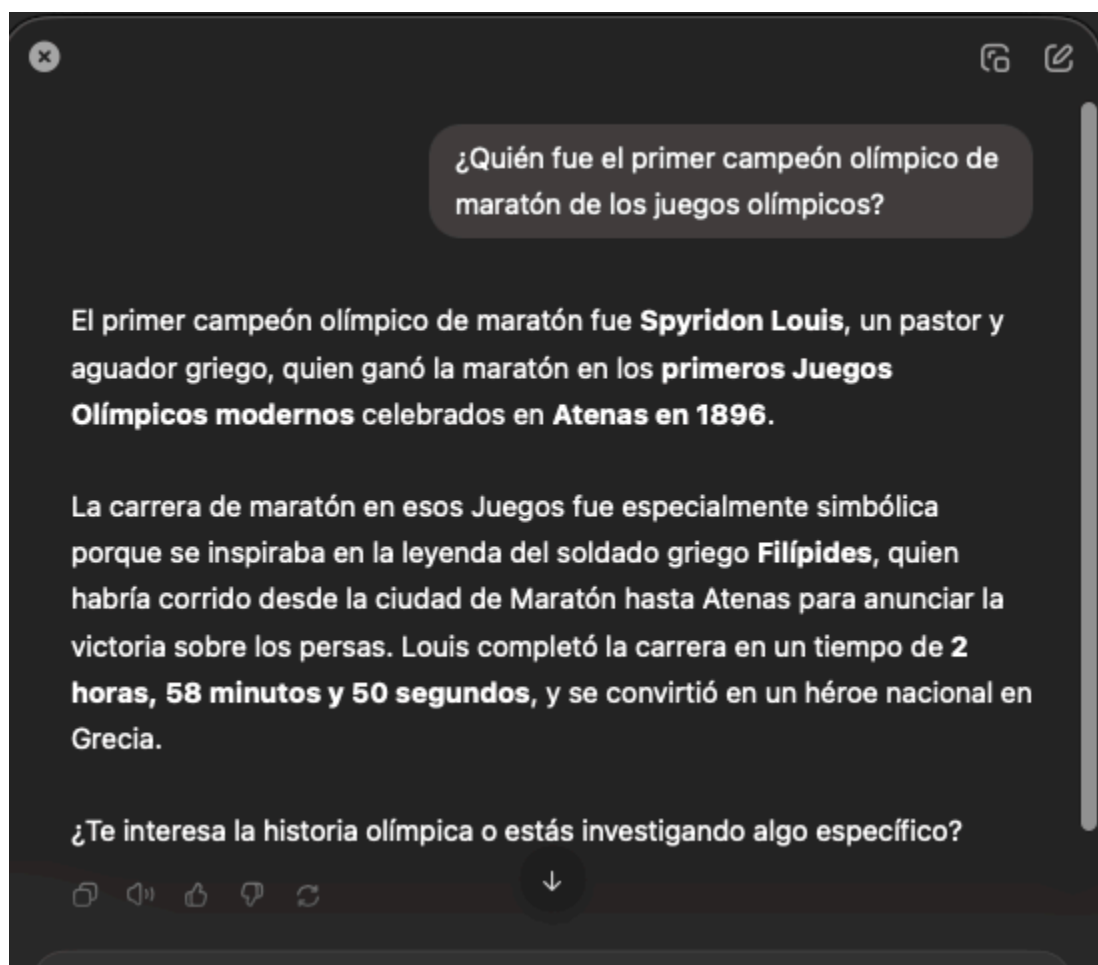 ¿Quién fue el primer campeón olímpico de
maratón de los juegos olímpicos?
El primer campeón olímpico de maratón fue Spyridon Louis, un pastor y
aguador griego, quien ganó la maratón en los primeros Juegos
Olímpicos modernos celebrados en Atenas en 1896.
La carrera de maratón en esos Juegos fue especialmente simbólica
porque se inspiraba en la leyenda del soldado griego Filípides, quien
habría corrido desde la ciudad de Maratón hasta Atenas para anunciar la
victoria sobre los persas. Louis completó la carrera en un tiempo de 2
horas, 58 minutos y 50 segundos, y se convirtió en un héroe nacional en
Grecia.
¿Te interesa la historia olímpica o estás investigando algo específico?